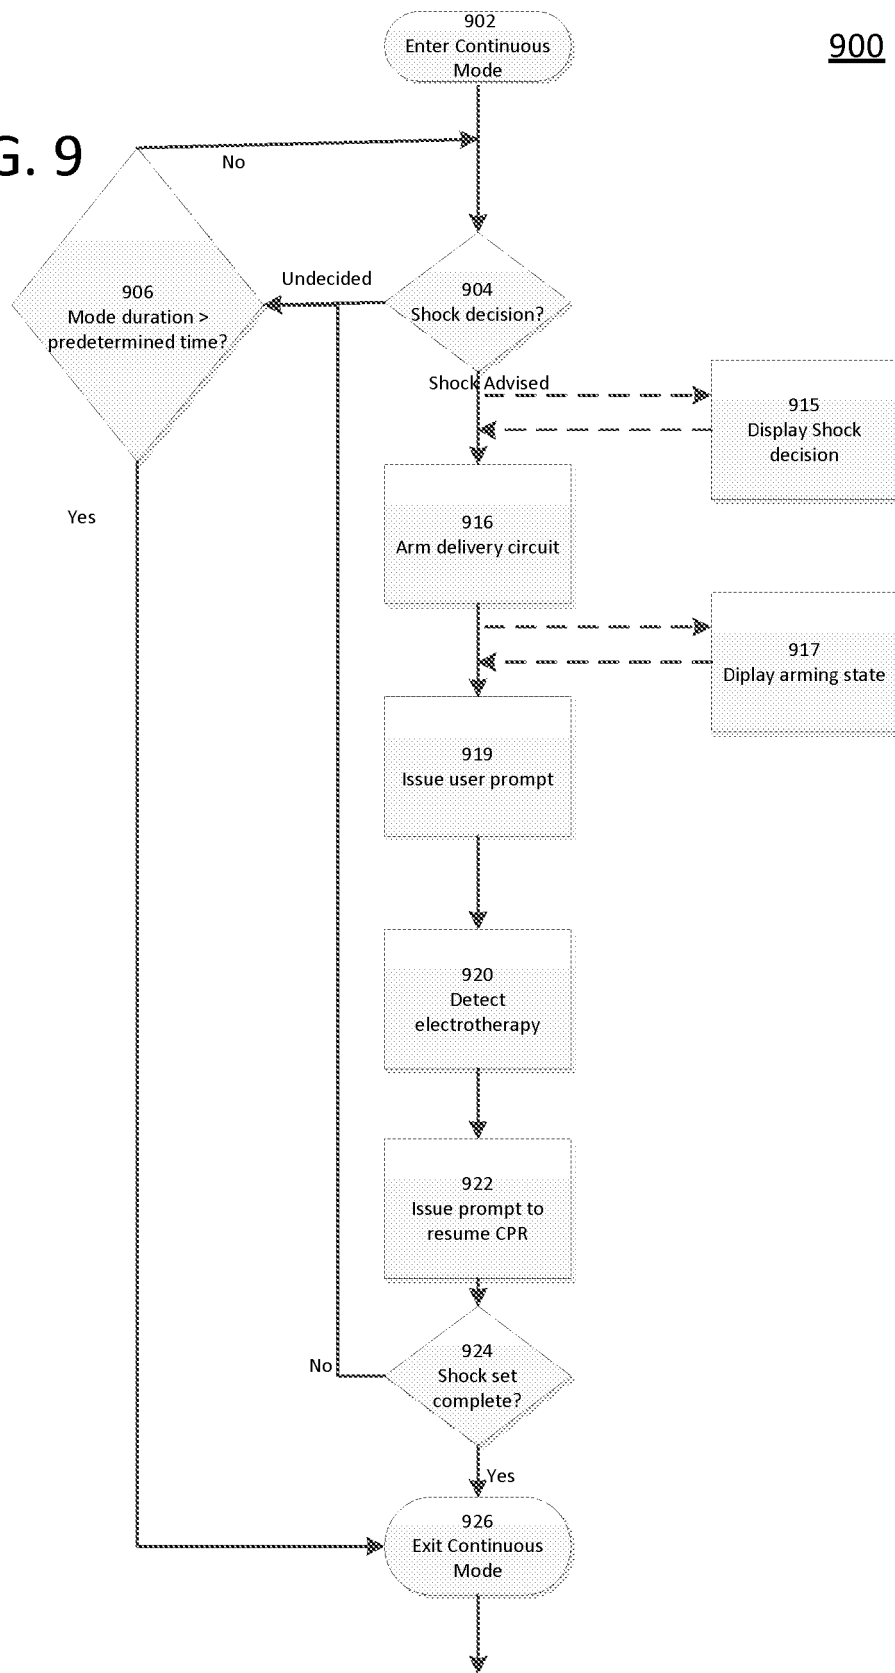 902
Enter Continuous
Mode
900
G. 9
No
Undecided
906
Mode duration >
predetermined time?
904
Shock decision?
Shock Advised
915
Display Shock
decision
Yes
916
Arm delivery circuit
917
Diplay arming state
919
Issue user prompt
920
Detect
electrotherapy
922
Issue prompt to
resume CPR
924
Shock set
complete?
No
Yes
926
Exit Continuous
Mode